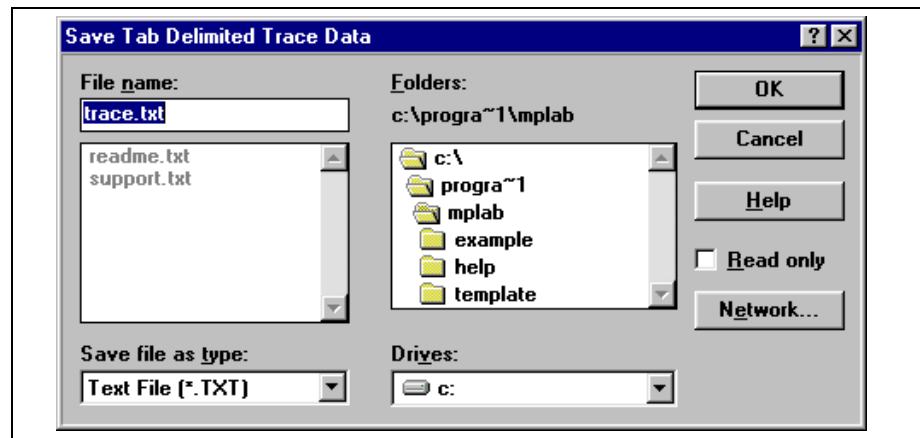 Save Tab Delimited Trace Data
File name:
trace.txt
readme.txt
support.txt
Save file as type:
Text File (*.TXT)
Folders:
c:\progra~1\mplab
c:\
progra~1
mplab
example
help
template
Drives:
c:
OK
Cancel
Help
Read only
Network...